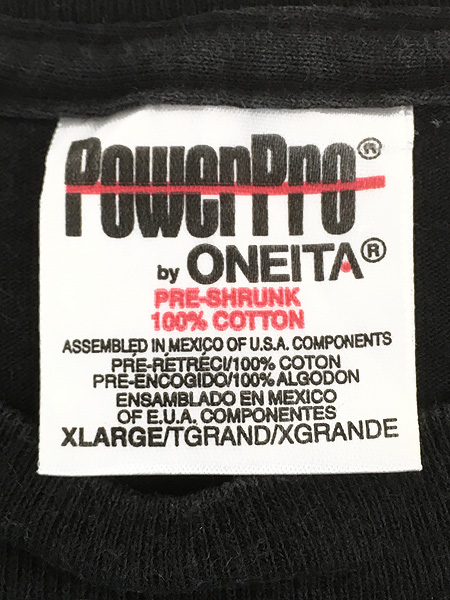 PowerPro®
by ONEITA®
PRE-SHRUNK
100% COTTON
ASSEMBLED IN MEXICO OF U.S.A. COMPONENTS
PRÉ-RÉTRÉCI/100% COTON
PRE-ENCOGIDO/100% ALGODON
ENSAMBLADO EN MEXICO
OF E.U.A. COMPONENTES
XLARGE/TGRAND/XGRANDE